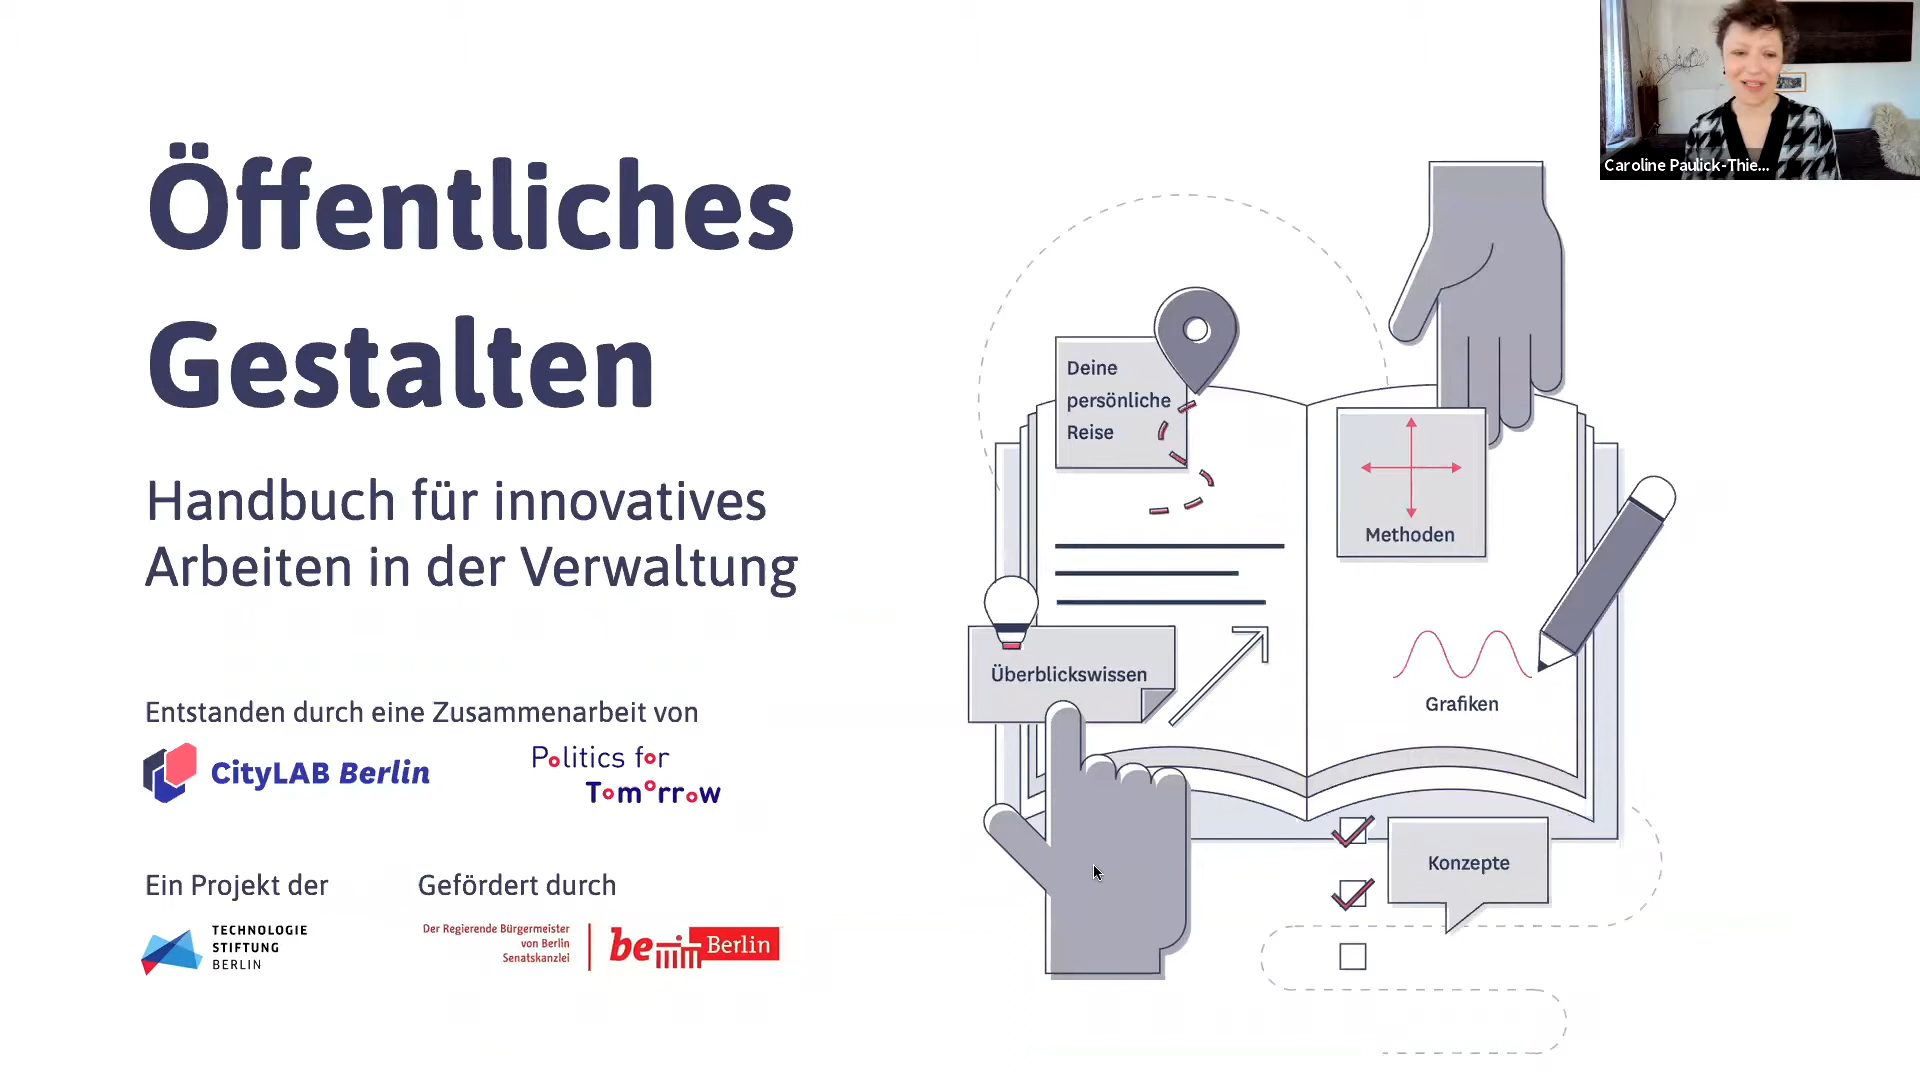 Öffentliches
Gestalten
Handbuch für innovatives
Arbeiten in der Verwaltung
Entstanden durch eine Zusammenarbeit von
CityLAB Berlin
Politics for
Tomorrow
Ein Projekt der
Gefördert durch
TECHNOLOGIE
STIFTUNG
BERLIN
Der Regierende Bürgermeister
von Berlin
Senatskanzlei
be Berlin
Deine
persönliche
Reise
Methoden
Überblickswissen
Grafiken
Konzepte
Caroline Paulick-Thie...